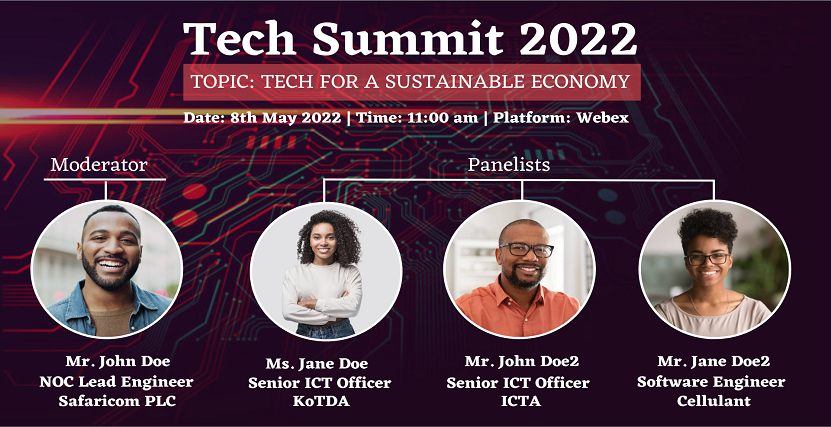 Tech Summit 2022
TOPIC: TECH FOR A SUSTAINABLE ECONOMY
Date: 8th May 2022 | Time: 11:00 am | Platform: Webex
Moderator
Panelists
Mr. John Doe
NOC Lead Engineer
Safaricom PLC
Ms. Jane Doe
Senior ICT Officer
KoTDA
Mr. John Doe2
Senior ICT Officer
ICTA
Mr. Jane Doe2
Software Engineer
Cellulant